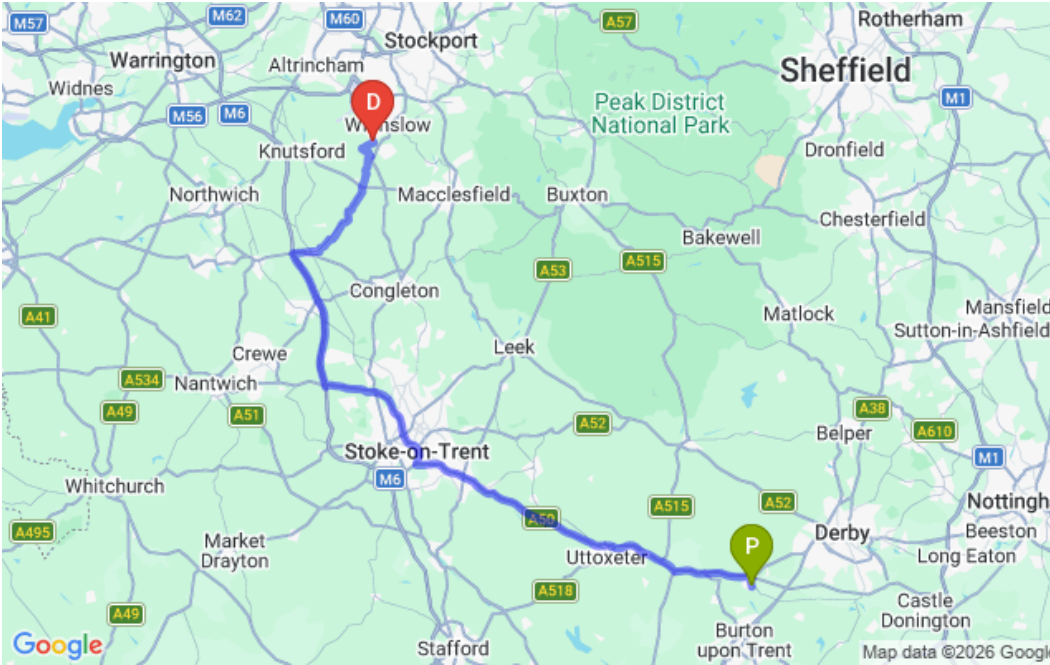 M57
M62
M60
A57
Rotherham
Stockport
Warrington
Altrincham
Sheffield
Widnes
D
M1
M56
M6
Peak District
National Park
Knutsford
Dronfield
Northwich
Macclesfield
Buxton
Chesterfield
Bakewell
A53
A515
Congleton
Mansfield
Matlock
A41
Sutton-in-Ashfield
Leek
Crewe
A534
Nantwich
A49
A51
A52
A38
A610
Belper
Stoke-on-Trent
M1
M6
Whitchurch
Nottingh
A515
A52
A50
A495
Derby
Beeston
P
Market
Drayton
Uttoxeter
Long Eaton
A518
A49
Castle
Donington
Burton
upon Trent
Stafford
Google
Map data ©2026 Google